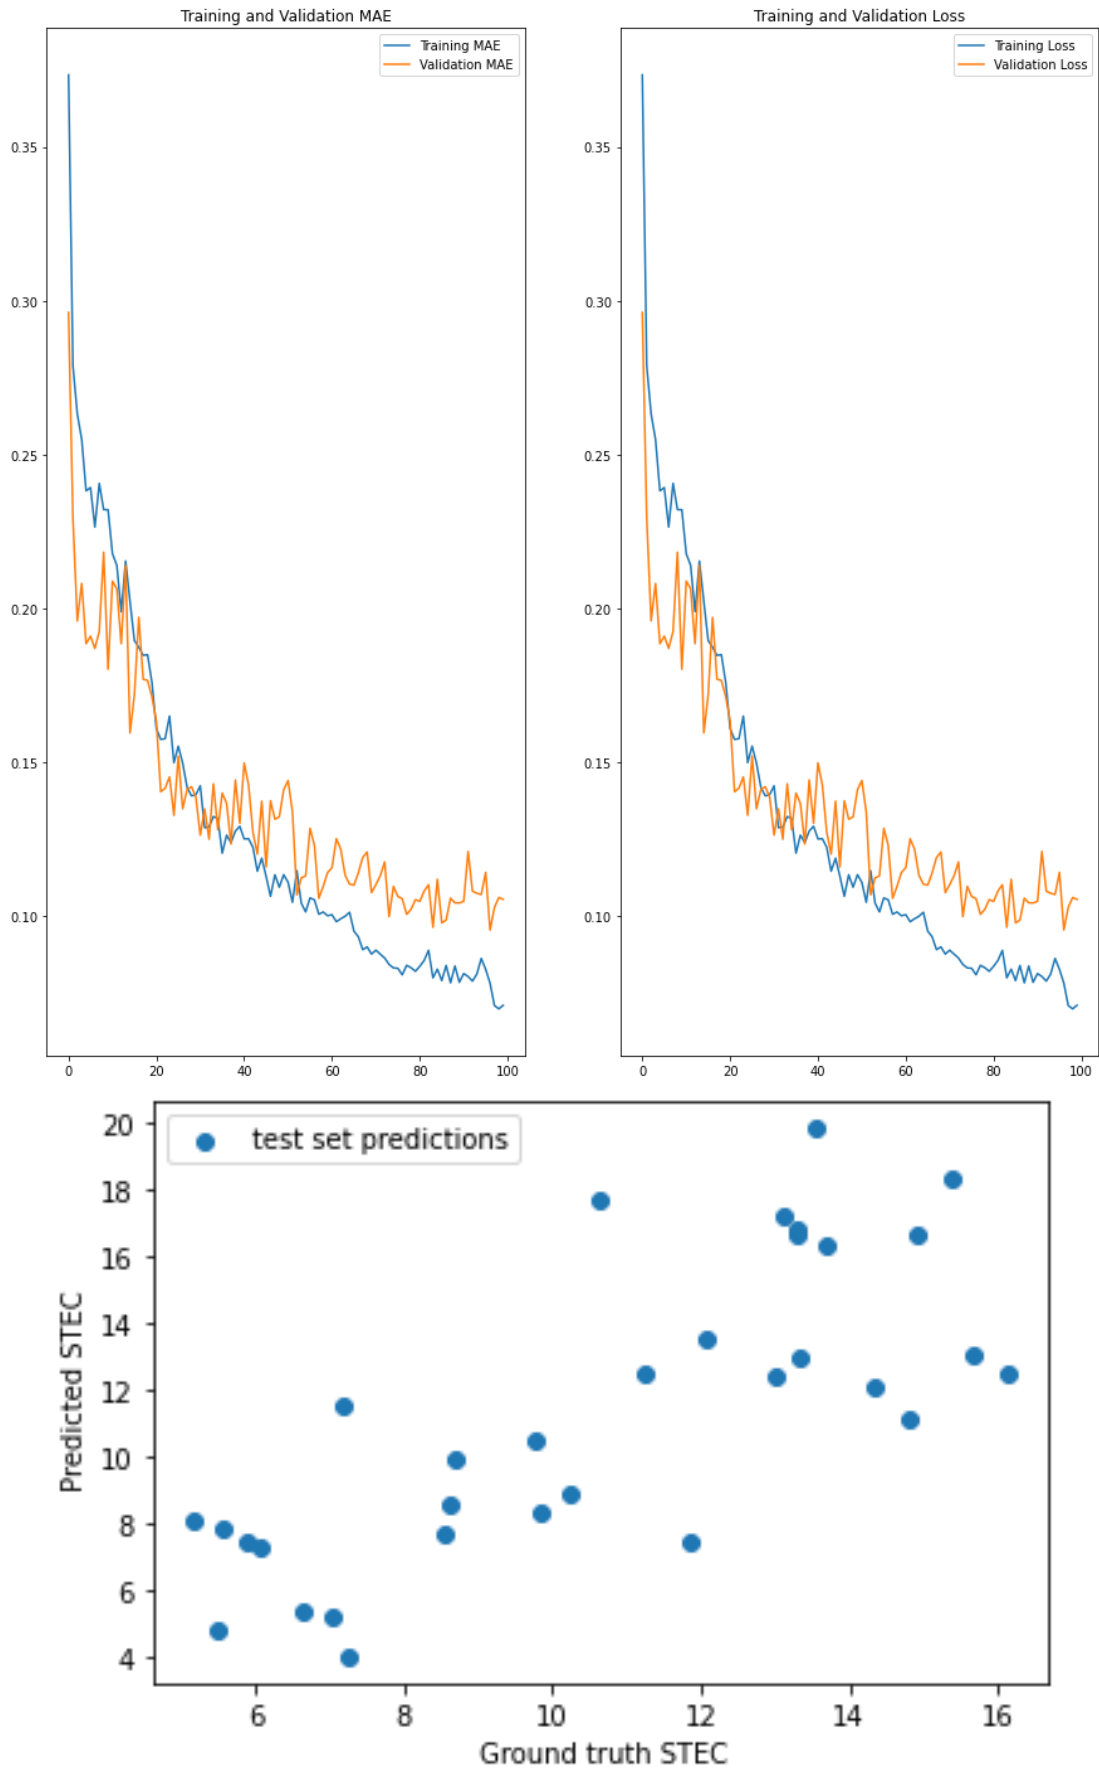 Training and Validation MAE
Training MAE
Validation MAE
0.35
0.30
0.25
0.20
0.15
0.10
0 20 40 60 80 100
Training and Validation Loss
Training Loss
Validation Loss
0.35
0.30
0.25
0.20
0.15
0.10
0 20 40 60 80 100
test set predictions
Predicted STEC
20
18
16
14
12
10
8
6
4
6 8 10 12 14 16
Ground truth STEC